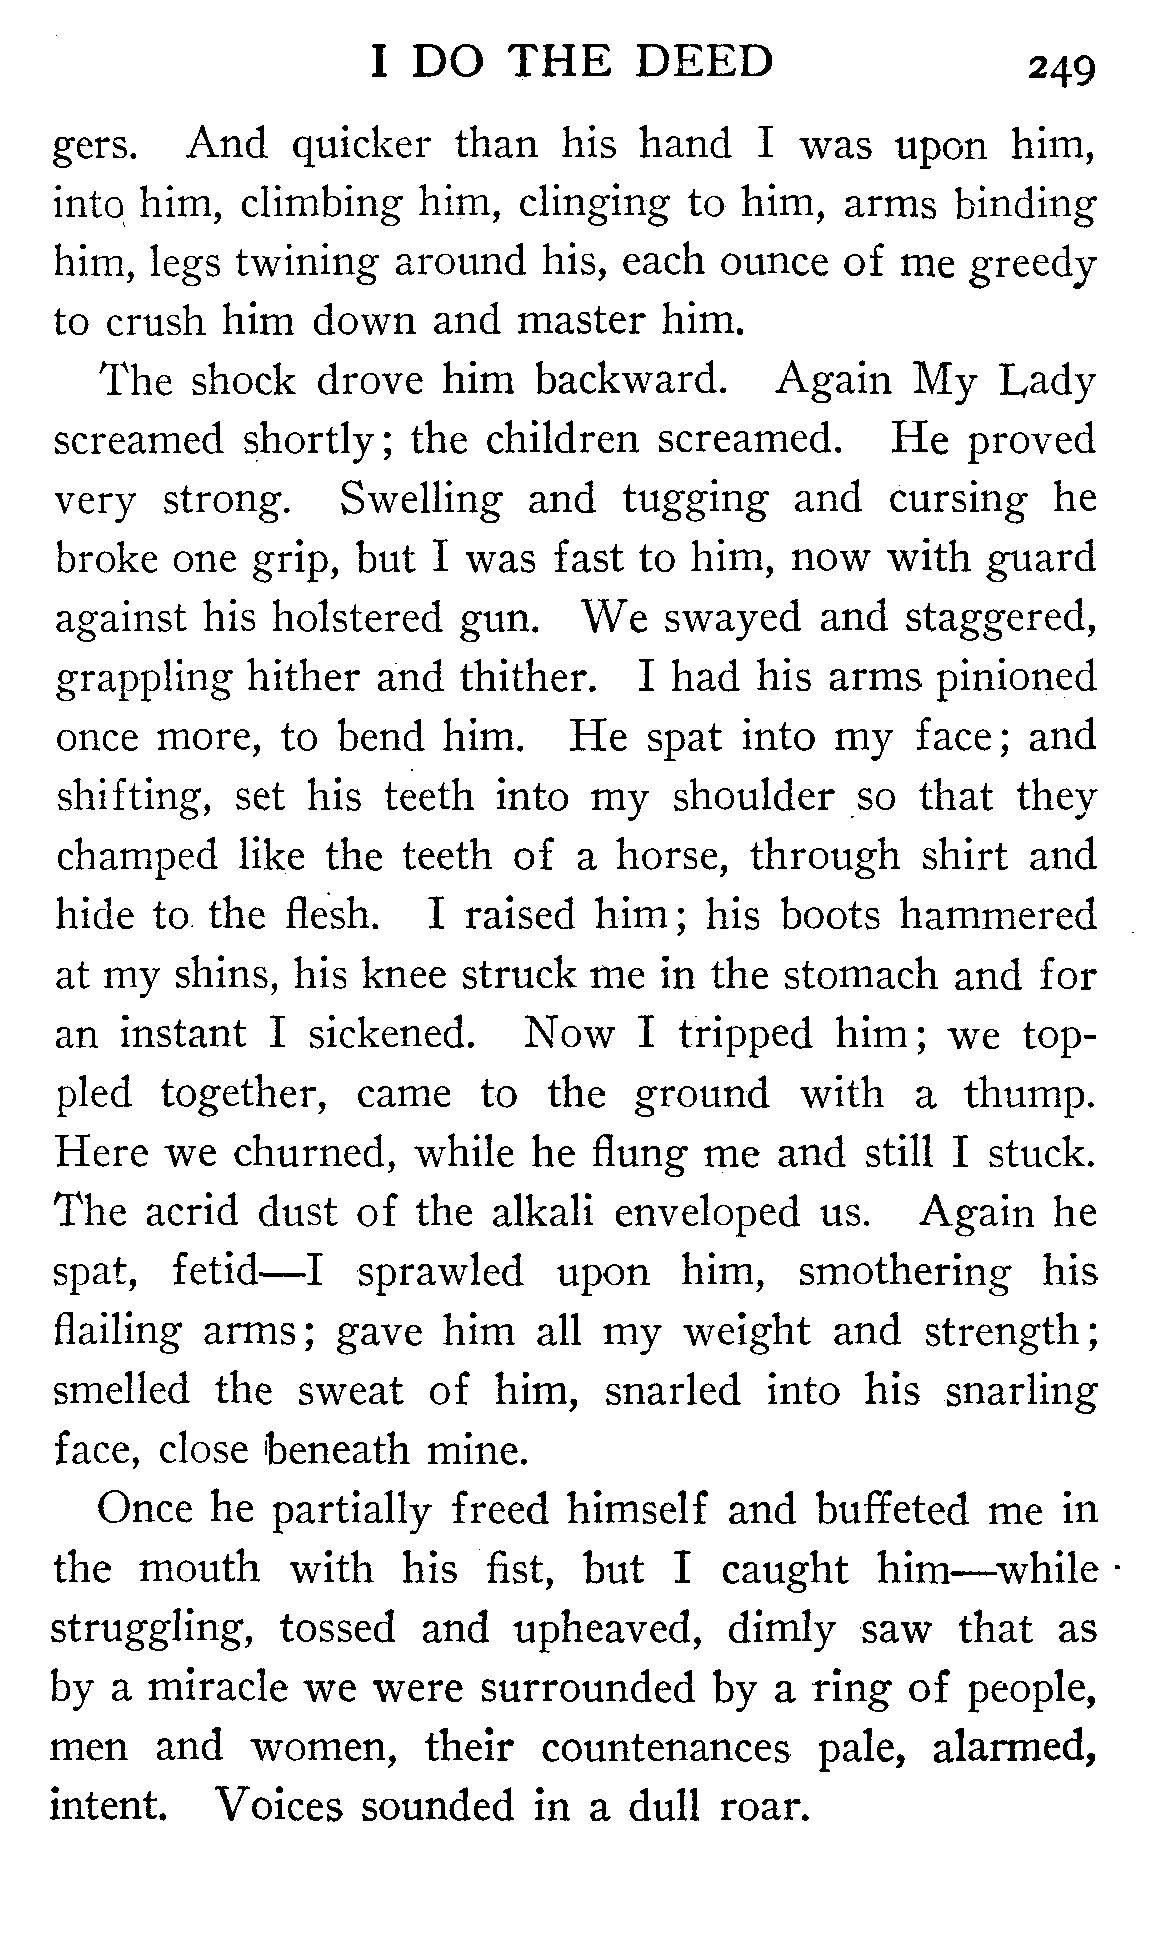 I DO THE DEED 249
gers. And quicker than his hand I was upon him,
into him, climbing him, clinging to him, arms binding
him, legs twining around his, each ounce of me greedy
to crush him down and master him.
The shock drove him backward. Again My Lady
screamed shortly; the children screamed. He proved
very strong. Swelling and tugging and cursing he
broke one grip, but I was fast to him, now with guard
against his holstered gun. We swayed and staggered,
grappling hither and thither. I had his arms pinioned
once more, to bend him. He spat into my face; and
shifting, set his teeth into my shoulder so that they
champed like the teeth of a horse, through shirt and
hide to the flesh. I raised him; his boots hammered
at my shins, his knee struck me in the stomach and for
an instant I sickened. Now I tripped him; we top-
pled together, came to the ground with a thump.
Here we churned, while he flung me and still I stuck.
The acrid dust of the alkali enveloped us. Again he
spat, fetid—I sprawled upon him, smothering his
flailing arms; gave him all my weight and strength;
smelled the sweat of him, snarled into his snarling
face, close beneath mine.
Once he partially freed himself and buffeted me in
the mouth with his fist, but I caught him—while
struggling, tossed and upheaved, dimly saw that as
by a miracle we were surrounded by a ring of people,
men and women, their countenances pale, alarmed,
intent. Voices sounded in a dull roar.